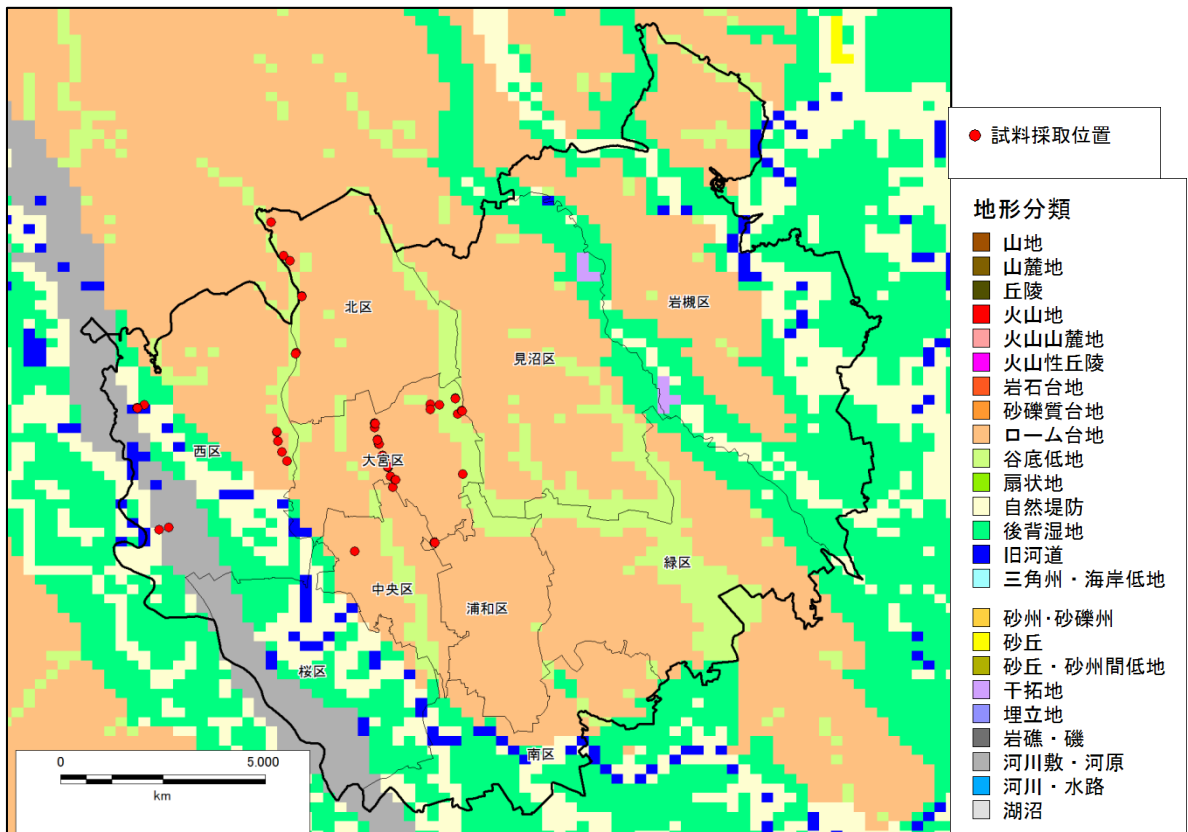 試料採取位置
地形分類
山地
山麓地
丘陵
火山地
火山山麓地
火山性丘陵
岩石台地
砂礫質台地
ローム台地
谷底低地
扇状地
自然堤防
後背湿地
旧河道
三角州・海岸低地
砂州・砂礫州
砂丘
砂丘・砂州間低地
干拓地
埋立地
岩礁・磯
河川敷・河原
河川・水路
湖沼
北区
岩槻区
見沼区
西区
大宮区
緑区
中央区
浦和区
桜区
南区
0 5,000
km